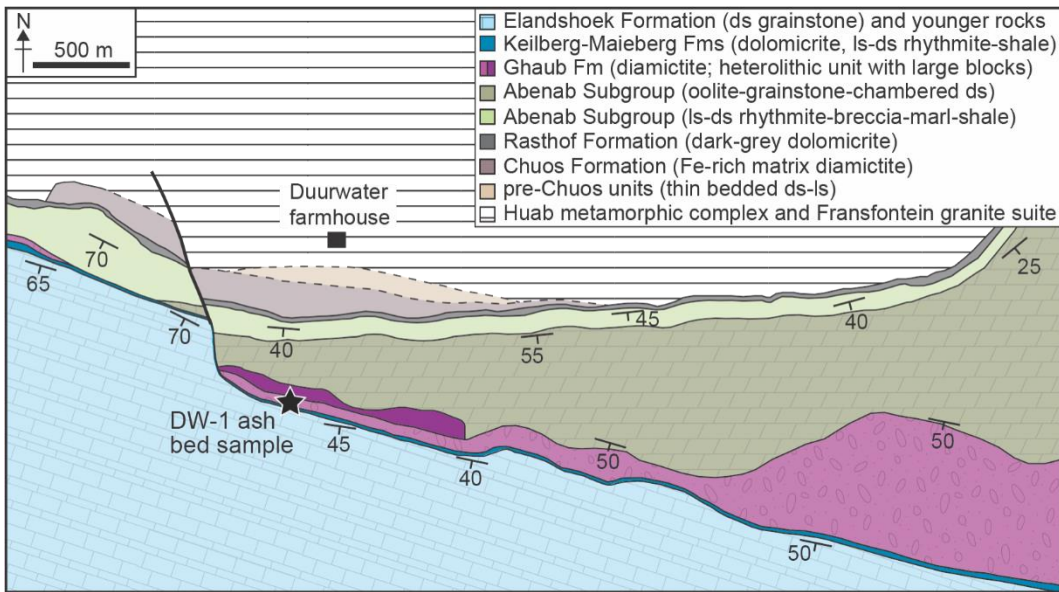 N
500 m
Elandshoek Formation (ds grainstone) and younger rocks
Keilberg-Maieberg Fms (dolomicrite, ls-ds rhythmite-shale)
Ghaub Fm (diamictite; heterolithic unit with large blocks)
Abenab Subgroup (oolite-grainstone-chambered ds)
Abenab Subgroup (ls-ds rhythmite-breccia-marl-shale)
Rasthof Formation (dark-grey dolomicrite)
Chuos Formation (Fe-rich matrix diamictite)
pre-Chuos units (thin bedded ds-ls)
Huab metamorphic complex and Fransfontein granite suite
Duurwater
farmhouse
70
65
25
70
40
45
40
55
DW-1 ash
bed sample
45
40
50
50
50